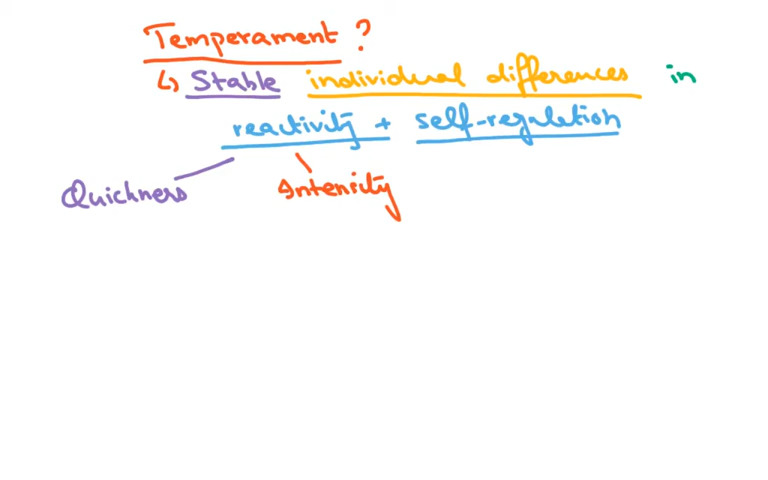 Temperament ?
↳ Stable individual differences in
reactivity + self-regulation
Quickness Intensity